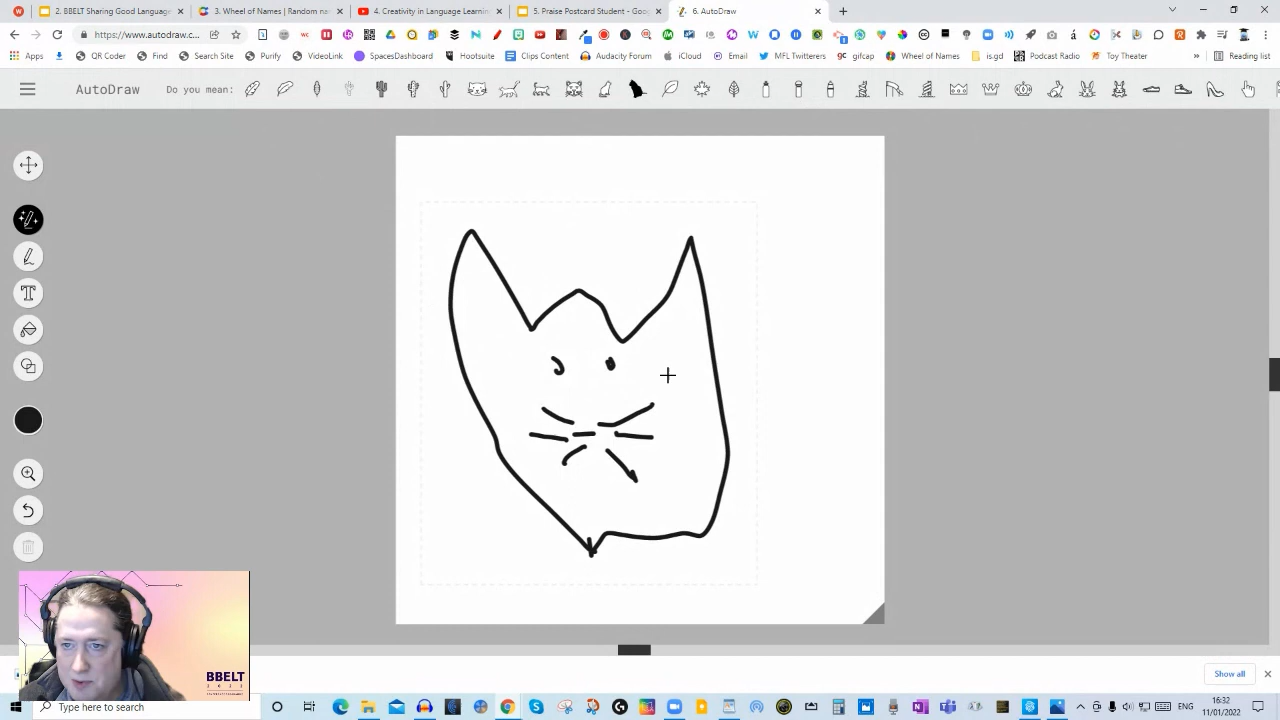 2. BBELT Sharing Good Languag
3. Wheel of Names | Random na
4. Creativity in Language Learnin
5. Praise Postcard Student - Goog
6. AutoDraw
https://www.autodraw.c...
QR Coder
Find
Search Site
Purify
VideoLink
SpacesDashboard
Hootsuite
Clips Content
Audacity Forum
MFL Twitterers
gifcap
iCloud
Email
Wheel of Names
is.gd
Podcast Radio
Toy Theater
Reading list
AutoDraw
Do you mean:
BBELT
2022
Show all
Type here to search
ENG
16:32
11/01/2022